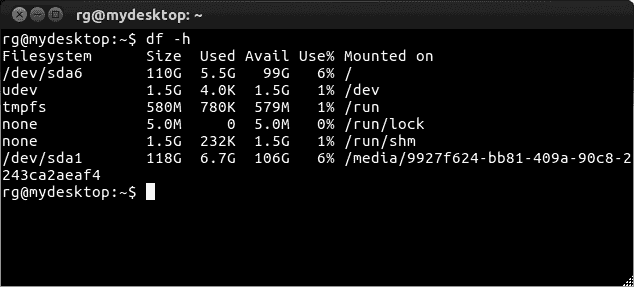 rg@mydesktop: ~
rg@mydesktop:~$ df -h
Filesystem      Size  Used Avail Use% Mounted on
/dev/sda6       110G  5.5G   99G   6% /
udev            1.5G  4.0K  1.5G   1% /dev
tmpfs           580M  780K  579M   1% /run
none            5.0M     0  5.0M   0% /run/lock
none            1.5G  232K  1.5G   1% /run/shm
/dev/sda1       118G  6.7G  106G   6% /media/9927f624-bb81-409a-90c8-2
243ca2aeaf4
rg@mydesktop:~$